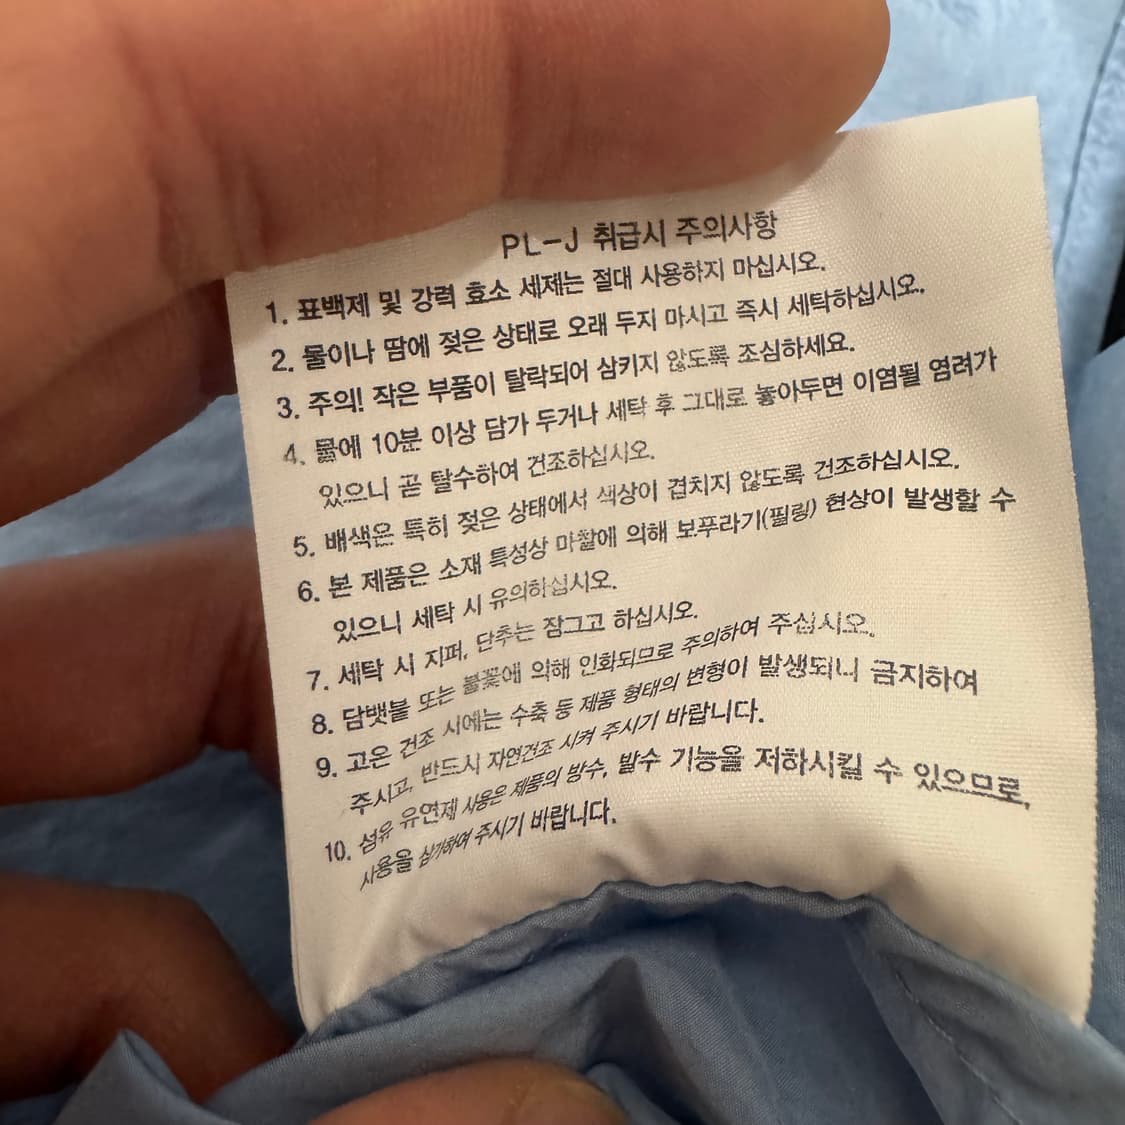 PL-J 취급시 주의사항
1. 표백제 및 강력 효소 세제는 절대 사용하지 마십시오.
2. 물이나 땀에 젖은 상태로 오래 두지 마시고 즉시 세탁하십시오.
3. 주의! 작은 부품이 탈락되어 삼키지 않도록 조심하세요.
4. 물에 10분 이상 담가 두거나 세탁 후 그대로 놓아두면 이염될 염려가
있으니 곧 탈수하여 건조하십시오.
5. 배색은 특히 젖은 상태에서 색상이 겹치지 않도록 건조하십시오.
6. 본 제품은 소재 특성상 마찰에 의해 보푸라기(필링) 현상이 발생할 수
있으니 세탁 시 유의하십시오.
7. 세탁 시 지퍼, 단추는 잠그고 하십시오.
8. 담뱃불 또는 불꽃에 의해 인화되므로 주의하여 주십시오.
9. 고온 건조 시에는 수축 등 제품 형태의 변형이 발생되니 금지하여
주시고, 반드시 자연건조 시켜 주시기 바랍니다.
10. 섬유 유연제 사용은 제품의 방수, 발수 기능을 저하시킬 수 있으므로,
사용을 삼가하여 주시기 바랍니다.